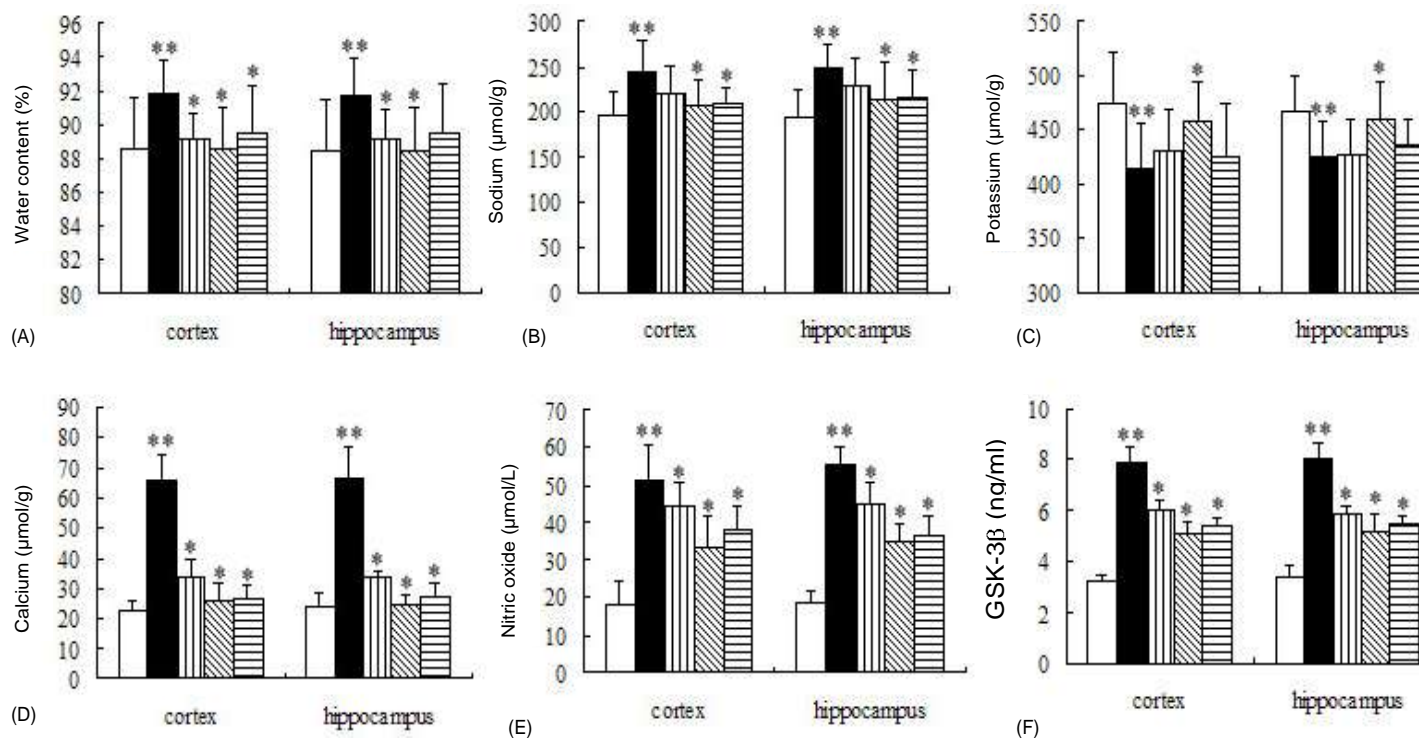 Water content (%)
96
94
92
90
88
86
84
82
80
** * * * ** * *
cortex hippocampus
(A)
Sodium (µmol/g)
300
250
200
150
100
50
0
** * * ** * *
cortex hippocampus
(B)
Potassium (µmol/g)
550
500
450
400
350
300
** * ** *
cortex hippocampus
(C)
Calcium (µmol/g)
90
80
70
60
50
40
30
20
10
0
** * * * ** * * *
cortex hippocampus
(D)
Nitric oxide (µmol/L)
70
60
50
40
30
20
10
0
** * * * ** * * *
cortex hippocampus
(E)
GSK-3β (ng/ml)
10
8
6
4
2
0
** * * * ** * * *
cortex hippocampus
(F)